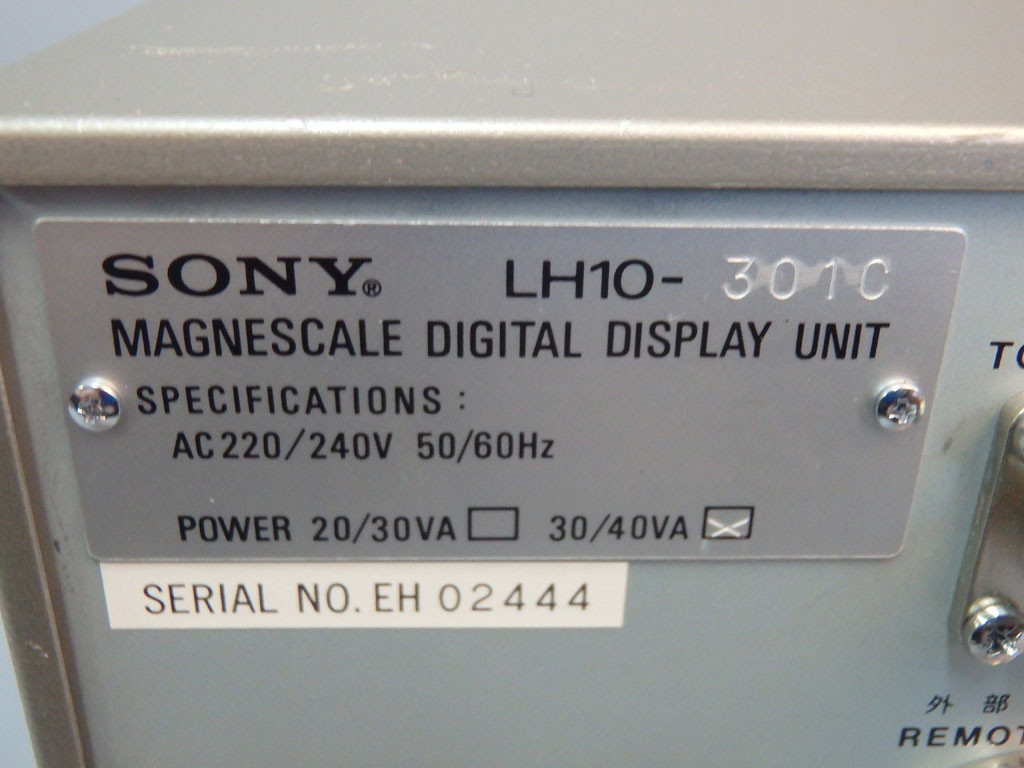 SONY® LH10-301C
MAGNESCALE DIGITAL DISPLAY UNIT
SPECIFICATIONS :
AC220/240V 50/60Hz
POWER 20/30VA 30/40VA
SERIAL NO. EH 02444
外部